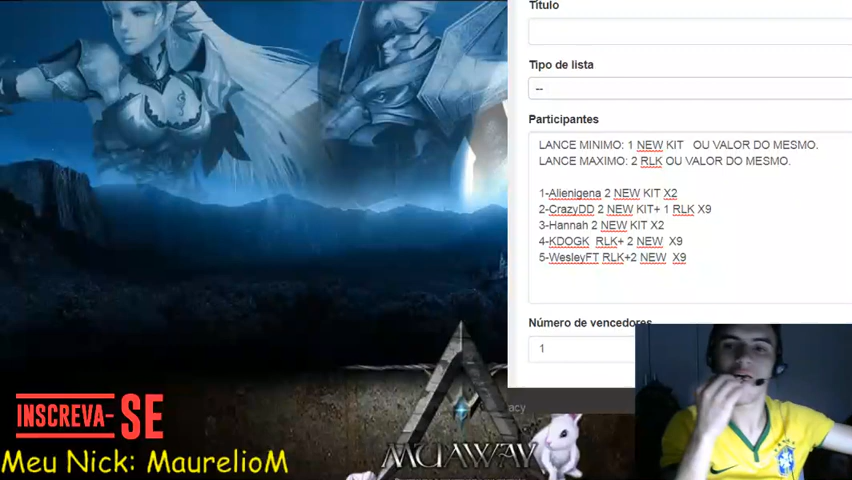 Título
Tipo de lista
--
Participantes
LANCE MINIMO: 1 NEW KIT OU VALOR DO MESMO.
LANCE MAXIMO: 2 RLK OU VALOR DO MESMO.
1-Alienigena 2 NEW KIT X2
2-CrazyDD 2 NEW KIT+ 1 RLK X9
3-Hannah 2 NEW KIT X2
4-KDOGK RLK+ 2 NEW X9
5-WesleyFT RLK+2 NEW X9
Número de vencedores
1
acy
INSCREVA-SE
Meu Nick: MaurelioM
MUAWAY